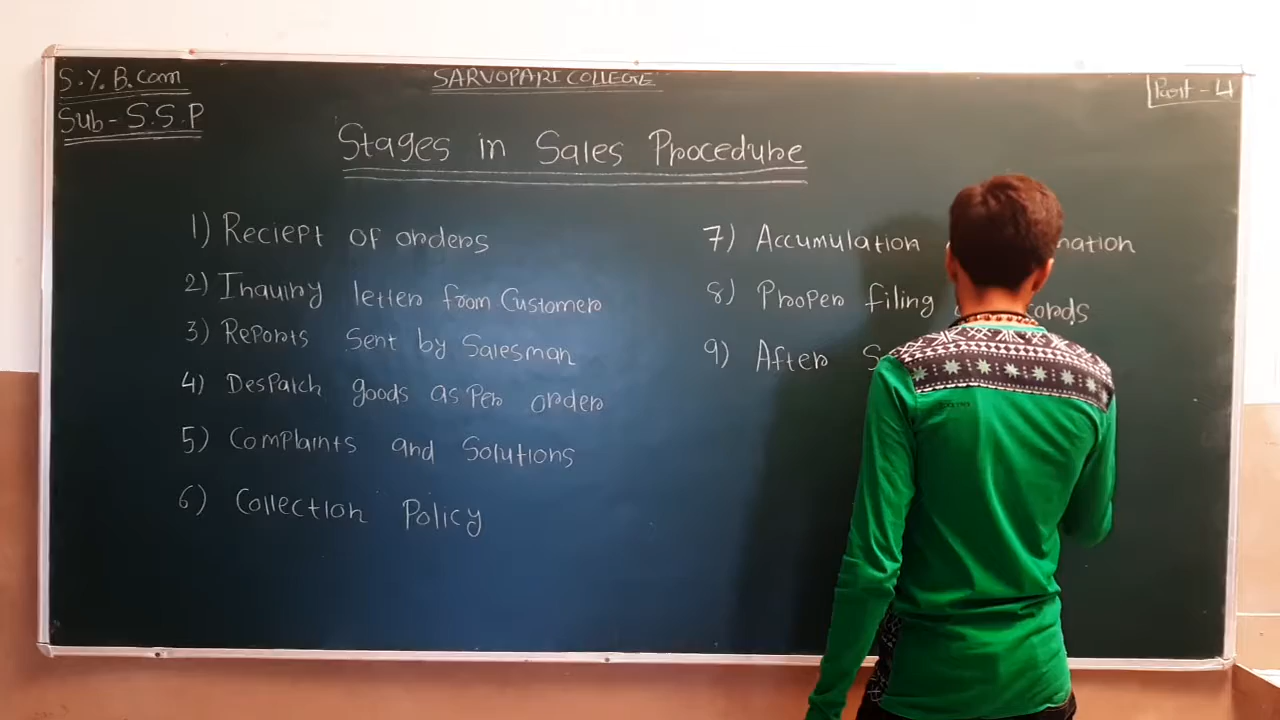 S.Y.B.Com
Sub - S.S.P
SARVOPARI COLLEGE
Part - 4
Stages in Sales Procedure
1) Reciept of orders
2) Inquiry letter from Customer
3) Reports Sent by Salesman
4) Despatch goods as Per order
5) Complaints and Solutions
6) Collection Policy
7) Accumulation
8) Proper filing
9) After